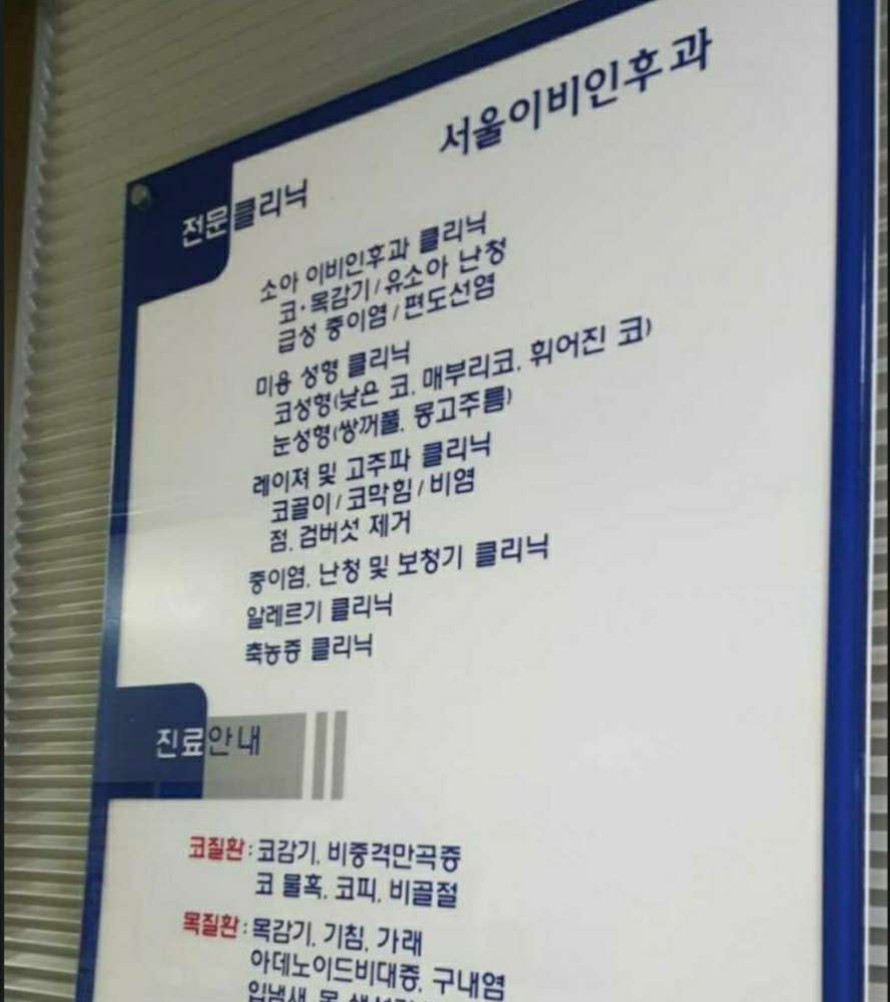 서울이비인후과
전문클리닉
소아 이비인후과 클리닉
코·목감기/유소아 난청
급성 중이염/편도선염
미용 성형 클리닉
코성형(낮은 코, 매부리코, 휘어진 코)
눈성형(쌍꺼풀, 몽고주름)
레이져 및 고주파 클리닉
코골이/코막힘/비염
점, 검버섯 제거
중이염, 난청 및 보청기 클리닉
알레르기 클리닉
축농증 클리닉
진료안내
코질환:코감기, 비중격만곡증
코 물혹, 코피, 비골절
목질환:목감기, 기침, 가래
아데노이드비대증, 구내염
입냄새, 목